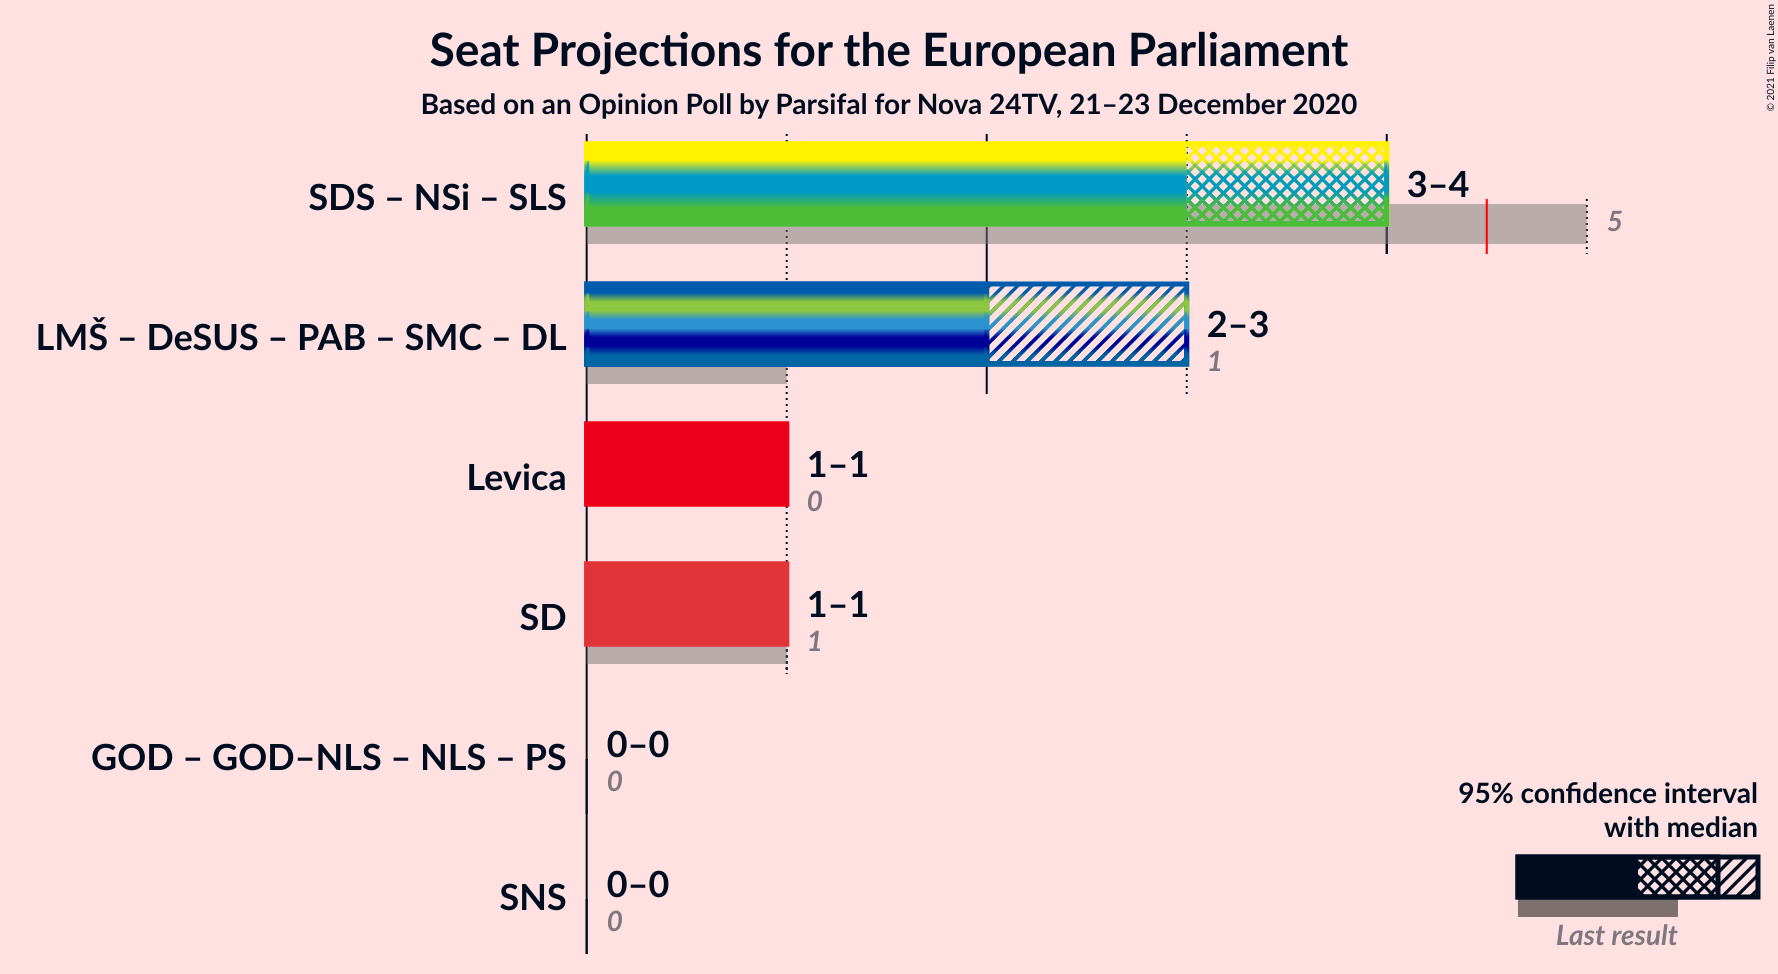 Seat Projections for the European Parliament
Based on an Opinion Poll by Parsifal for Nova 24TV, 21–23 December 2020
© 2021 Filip van Laenen
SDS – NSi – SLS
3–4
5
LMŠ – DeSUS – PAB – SMC – DL
2–3
1
Levica
1–1
0
SD
1–1
1
GOD – GOD–NLS – NLS – PS
0–0
0
SNS
0–0
0
95% confidence interval
with median
Last result